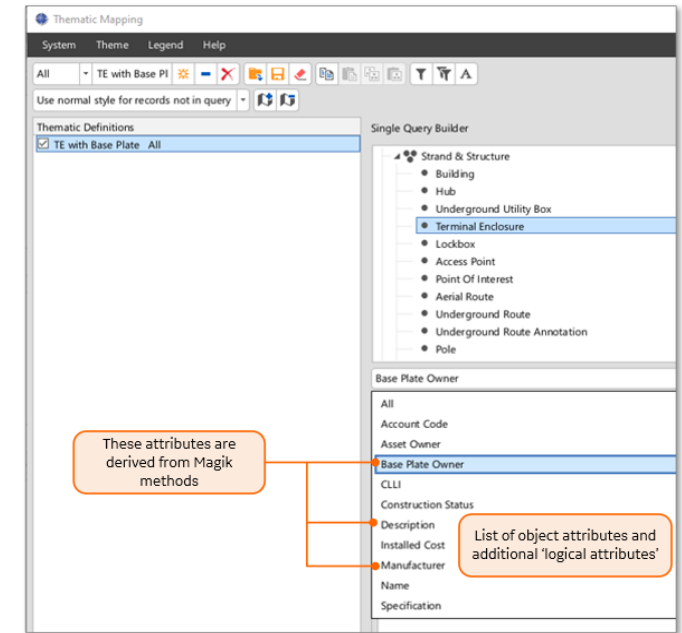 Thematic Mapping
System Theme Legend Help
All TE with Base Pl
Use normal style for records not in query
Thematic Definitions
TE with Base Plate All
Single Query Builder
Strand & Structure
Building
Hub
Underground Utility Box
Terminal Enclosure
Lockbox
Access Point
Point Of Interest
Aerial Route
Underground Route
Underground Route Annotation
Pole
Base Plate Owner
All
Account Code
Asset Owner
Base Plate Owner
CLLI
Construction Status
Description
Installed Cost
Manufacturer
Name
Specification
These attributes are
derived from Magik
methods
List of object attributes and
additional ‘logical attributes’